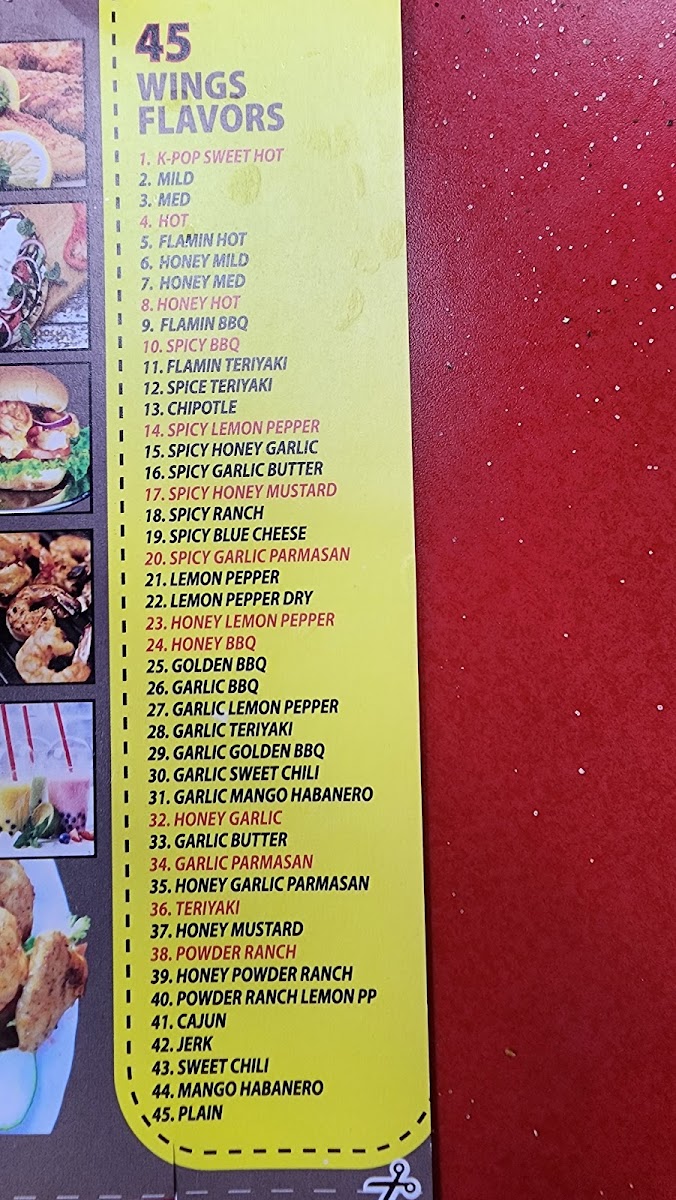 45
WINGS
FLAVORS
1. K-POP SWEET HOT
2. MILD
3. MED
4. HOT
5. FLAMIN HOT
6. HONEY MILD
7. HONEY MED
8. HONEY HOT
9. FLAMIN BBQ
10. SPICY BBQ
11. FLAMIN TERIYAKI
12. SPICE TERIYAKI
13. CHIPOTLE
14. SPICY LEMON PEPPER
15. SPICY HONEY GARLIC
16. SPICY GARLIC BUTTER
17. SPICY HONEY MUSTARD
18. SPICY RANCH
19. SPICY BLUE CHEESE
20. SPICY GARLIC PARMASAN
21. LEMON PEPPER
22. LEMON PEPPER DRY
23. HONEY LEMON PEPPER
24. HONEY BBQ
25. GOLDEN BBQ
26. GARLIC BBQ
27. GARLIC LEMON PEPPER
28. GARLIC TERIYAKI
29. GARLIC GOLDEN BBQ
30. GARLIC SWEET CHILI
31. GARLIC MANGO HABANERO
32. HONEY GARLIC
33. GARLIC BUTTER
34. GARLIC PARMASAN
35. HONEY GARLIC PARMASAN
36. TERIYAKI
37. HONEY MUSTARD
38. POWDER RANCH
39. HONEY POWDER RANCH
40. POWDER RANCH LEMON PP
41. CAJUN
42. JERK
43. SWEET CHILI
44. MANGO HABANERO
45. PLAIN